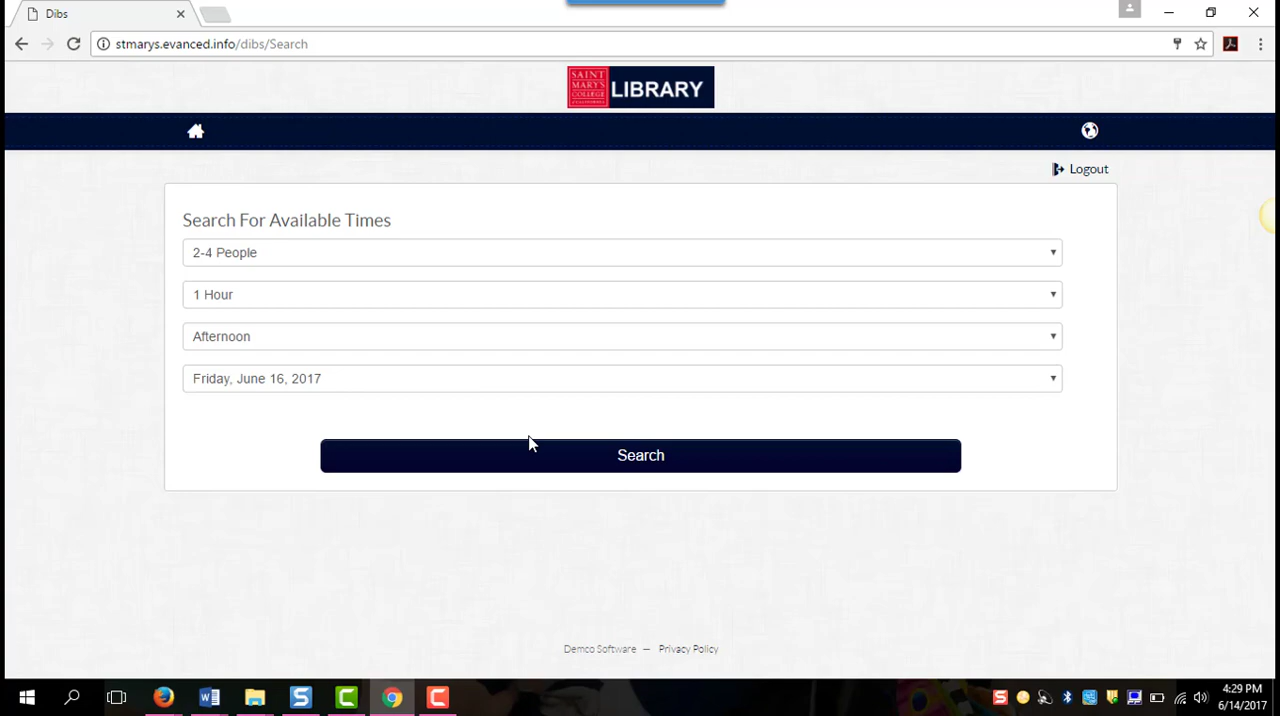 Dibs
stmarys.evanced.info/dibs/Search
SAINT
MARY'S
COLLEGE
LIBRARY
Logout
Search For Available Times
2-4 People
1 Hour
Afternoon
Friday, June 16, 2017
Search
Demco Software — Privacy Policy
4:29 PM
6/14/2017